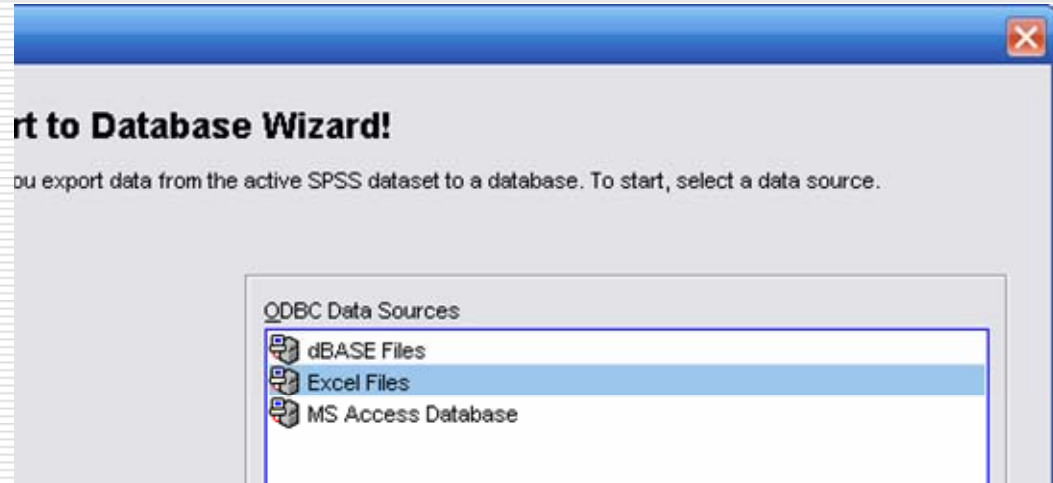 rt to Database Wizard!
ou export data from the active SPSS dataset to a database. To start, select a data source.
ODBC Data Sources
dBASE Files
Excel Files
MS Access Database